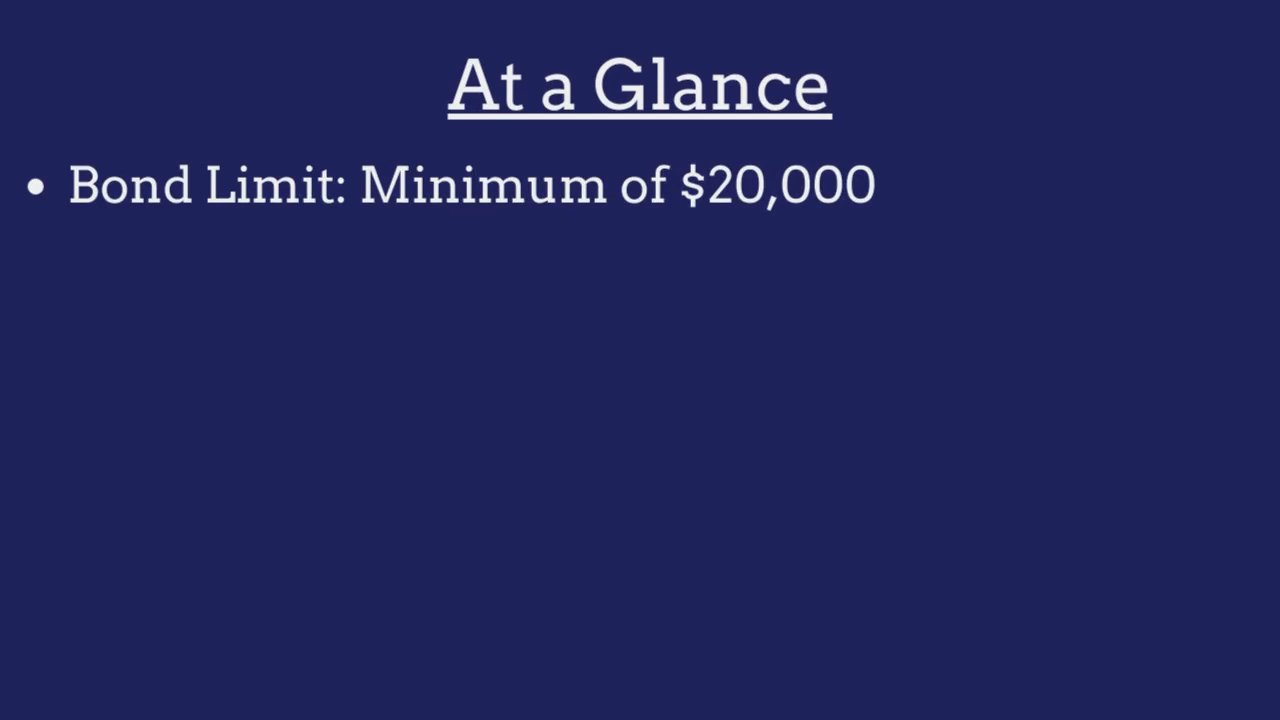 At a Glance
• Bond Limit: Minimum of $20,000